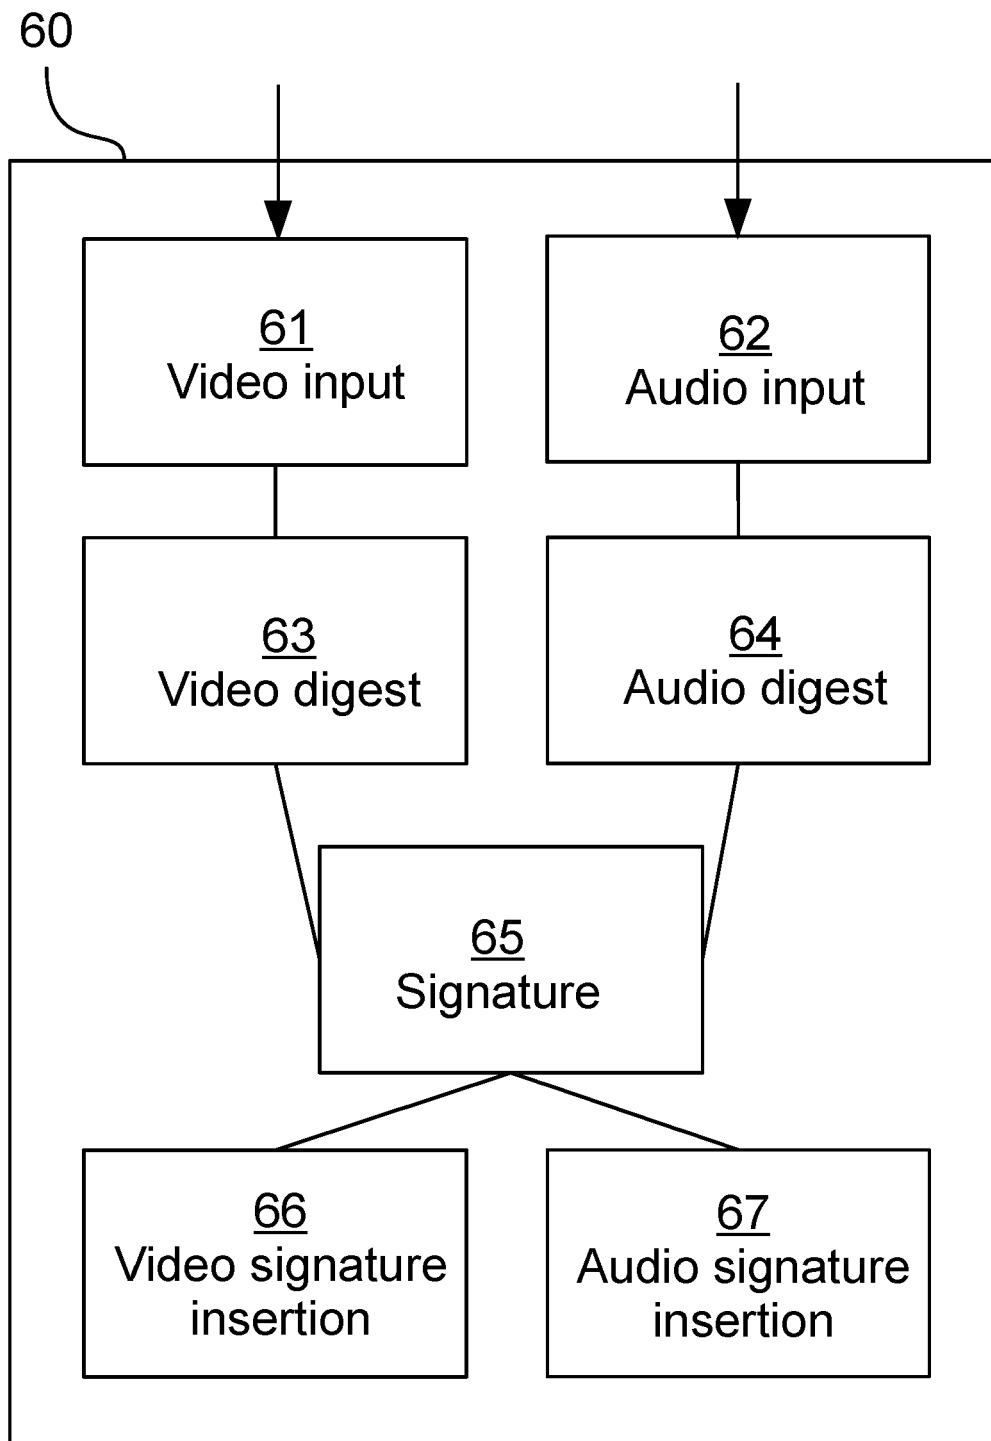 60
61
Video input
62
Audio input
63
Video digest
64
Audio digest
65
Signature
66
Video signature
insertion
67
Audio signature
insertion